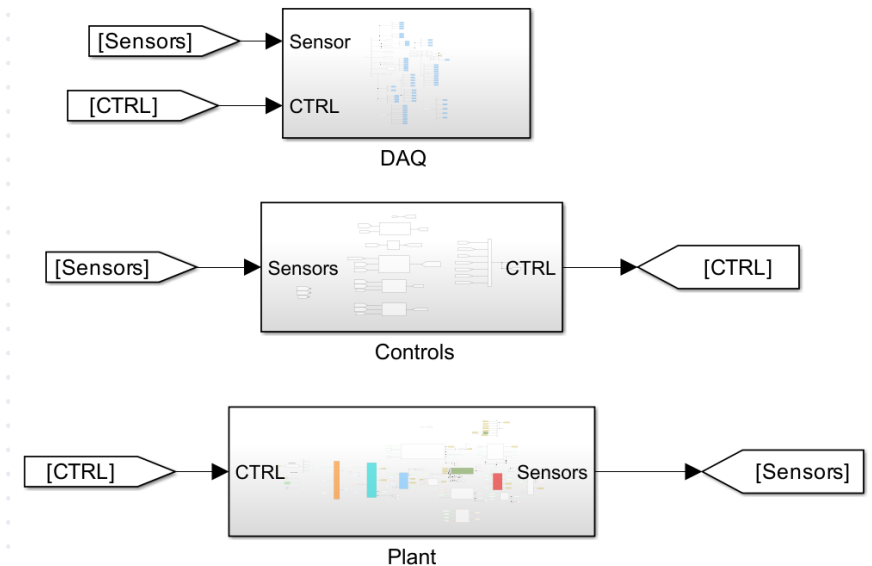 [Sensors]
Sensor
[CTRL]
CTRL
DAQ
[Sensors]
Sensors
CTRL
[CTRL]
Controls
[CTRL]
CTRL
Sensors
[Sensors]
Plant